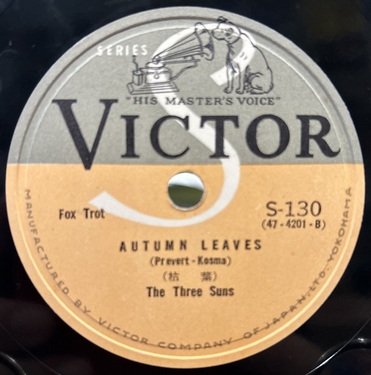 SERIES
S
"HIS MASTER'S VOICE"
VICTOR
Fox Trot
S-130
(47-4201-B)
AUTUMN LEAVES
(Prevert-Kosma)
(枯 葉)
The Three Suns
MANUFACTURED BY VICTOR COMPANY OF JAPAN, LTD. YOKOHAMA